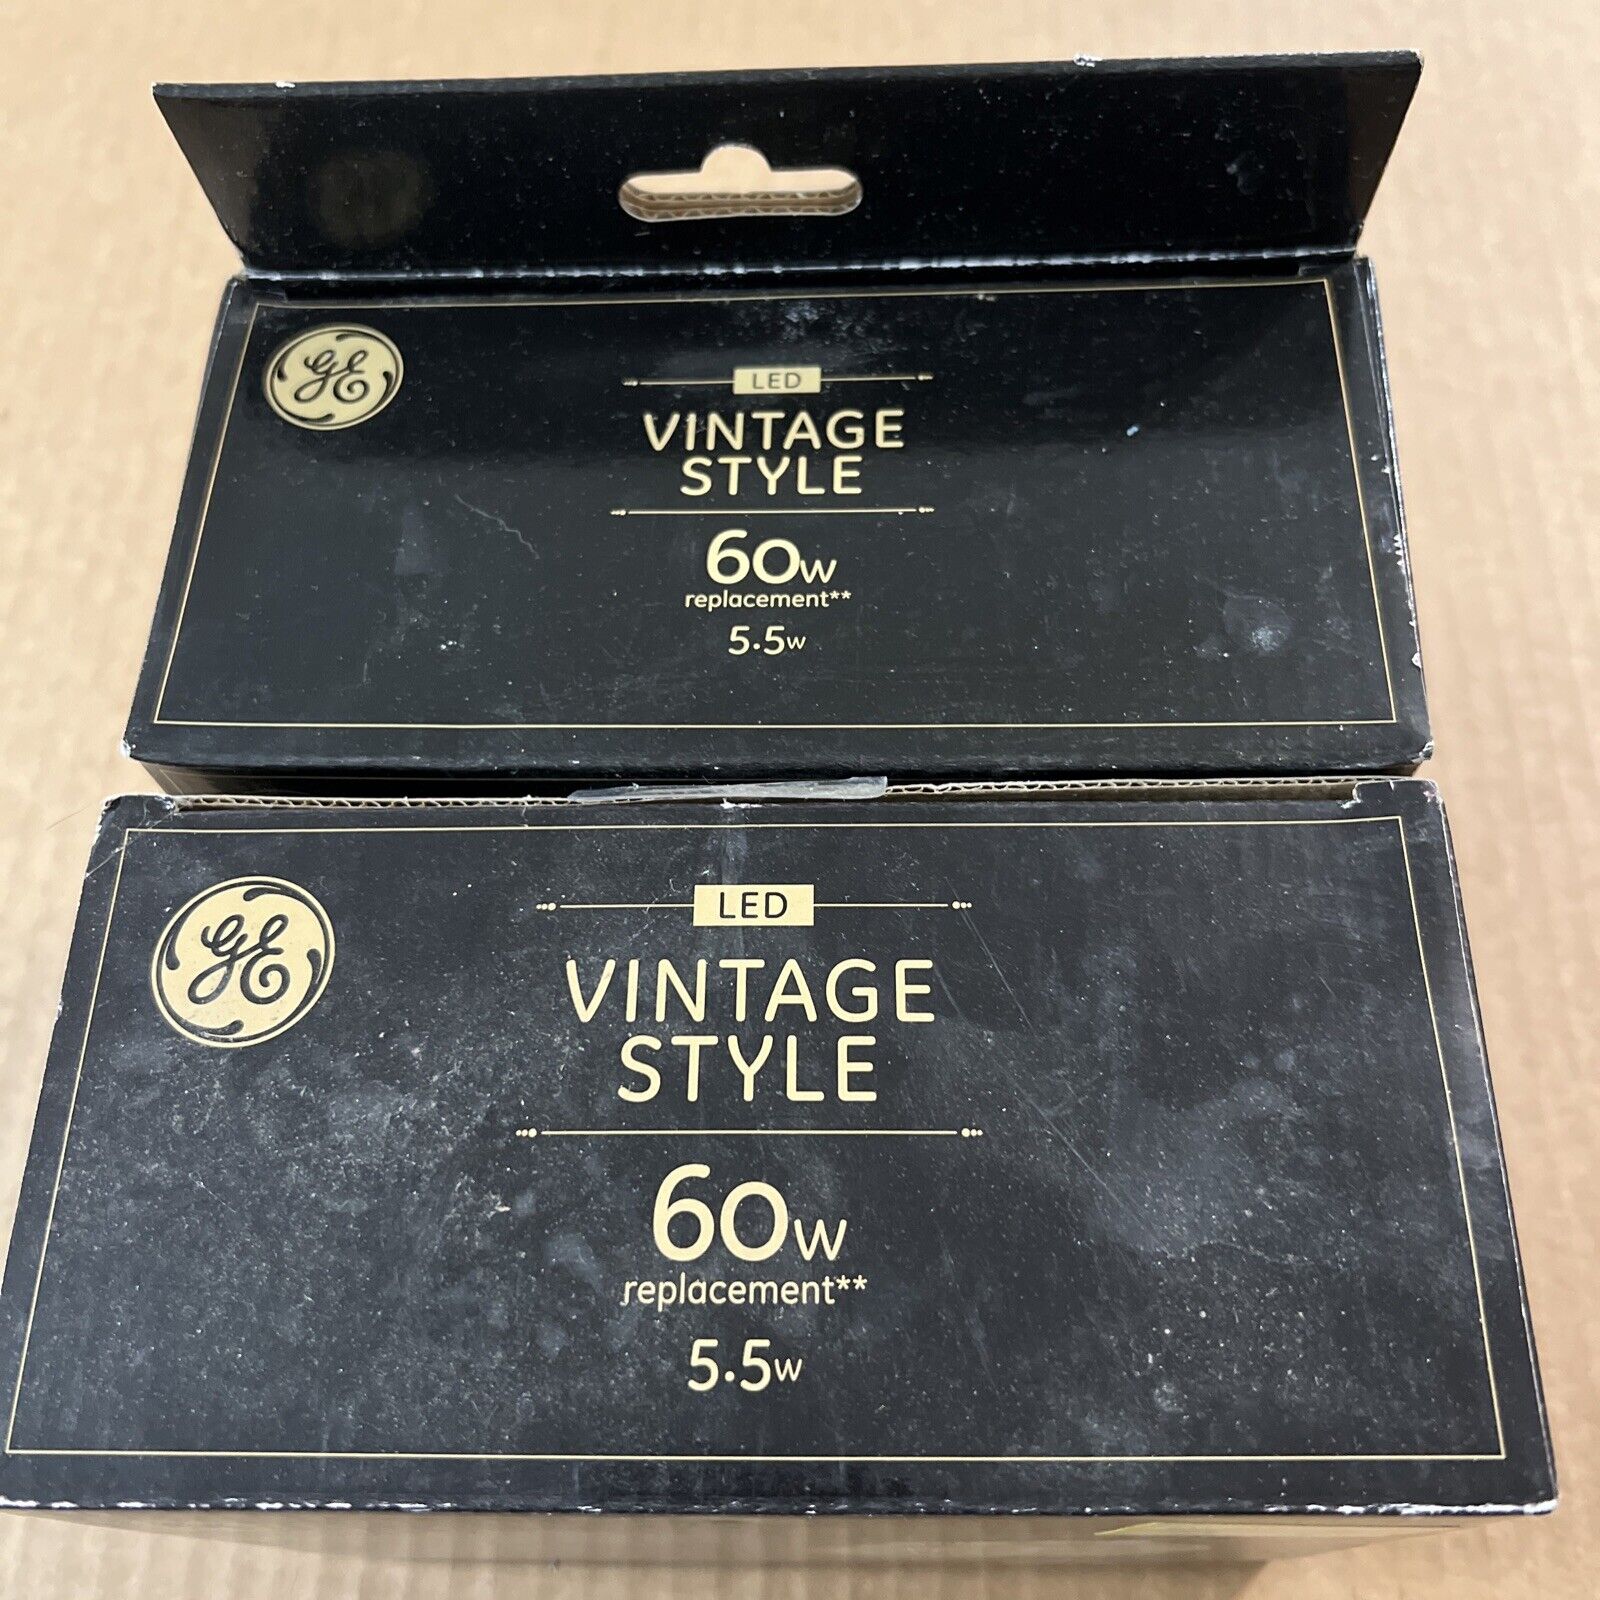 GE
LED
VINTAGE
STYLE
60w
replacement**
5.5w
GE
LED
VINTAGE
STYLE
60w
replacement**
5.5w